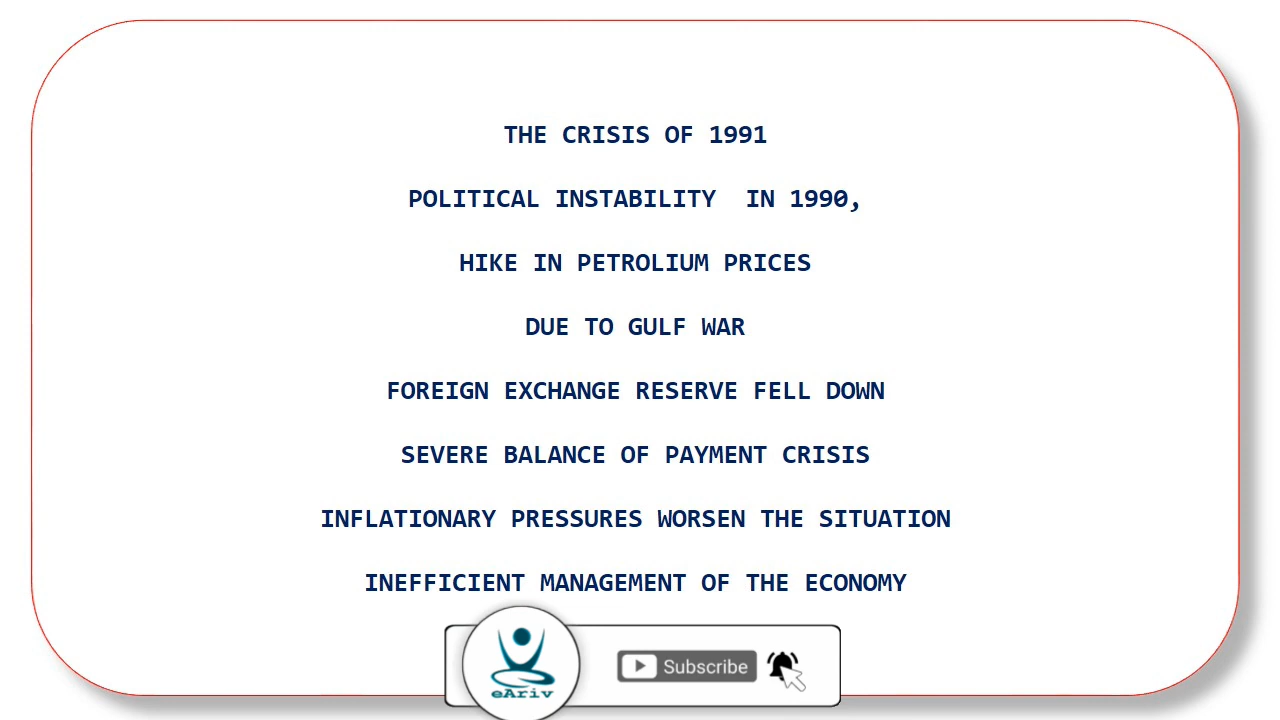 THE CRISIS OF 1991
POLITICAL INSTABILITY  IN 1990,
HIKE IN PETROLIUM PRICES
DUE TO GULF WAR
FOREIGN EXCHANGE RESERVE FELL DOWN
SEVERE BALANCE OF PAYMENT CRISIS
INFLATIONARY PRESSURES WORSEN THE SITUATION
INEFFICIENT MANAGEMENT OF THE ECONOMY
Subscribe
eAriv